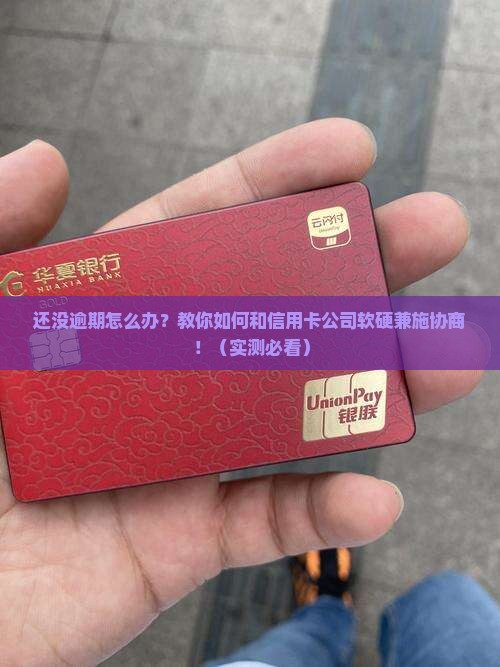 云闪付
UnionPay
华夏银行
HUAXIA BANK
GOLD
还没逾期怎么办？教你如何和信用卡公司软硬兼施协商
！（实测必看）
UnionPay
银联